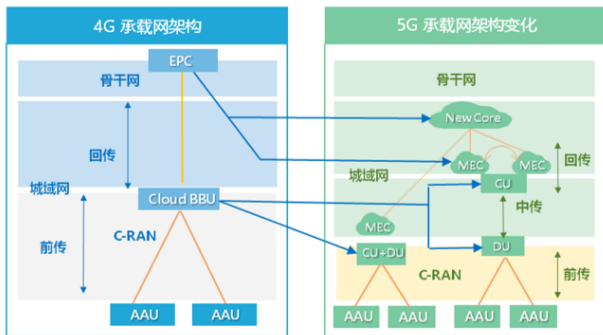 4G 承载网架构
EPC
骨干网
回传
城域网
Cloud BBU
前传
C-RAN
AAU
AAU
5G 承载网架构变化
骨干网
New Core
MEC
MEC
回传
城域网
CU
中传
MEC
CU+DU
DU
C-RAN
前传
AAU
AAU
AAU
AAU